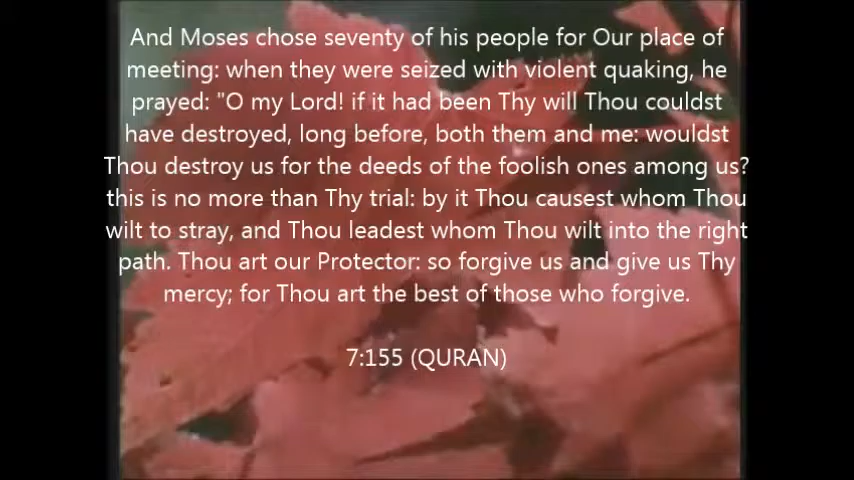 And Moses chose seventy of his people for Our place of
meeting: when they were seized with violent quaking, he
prayed: "O my Lord! if it had been Thy will Thou couldst
have destroyed, long before, both them and me: wouldst
Thou destroy us for the deeds of the foolish ones among us?
this is no more than Thy trial: by it Thou causest whom Thou
wilt to stray, and Thou leadest whom Thou wilt into the right
path. Thou art our Protector: so forgive us and give us Thy
mercy; for Thou art the best of those who forgive.
7:155 (QURAN)